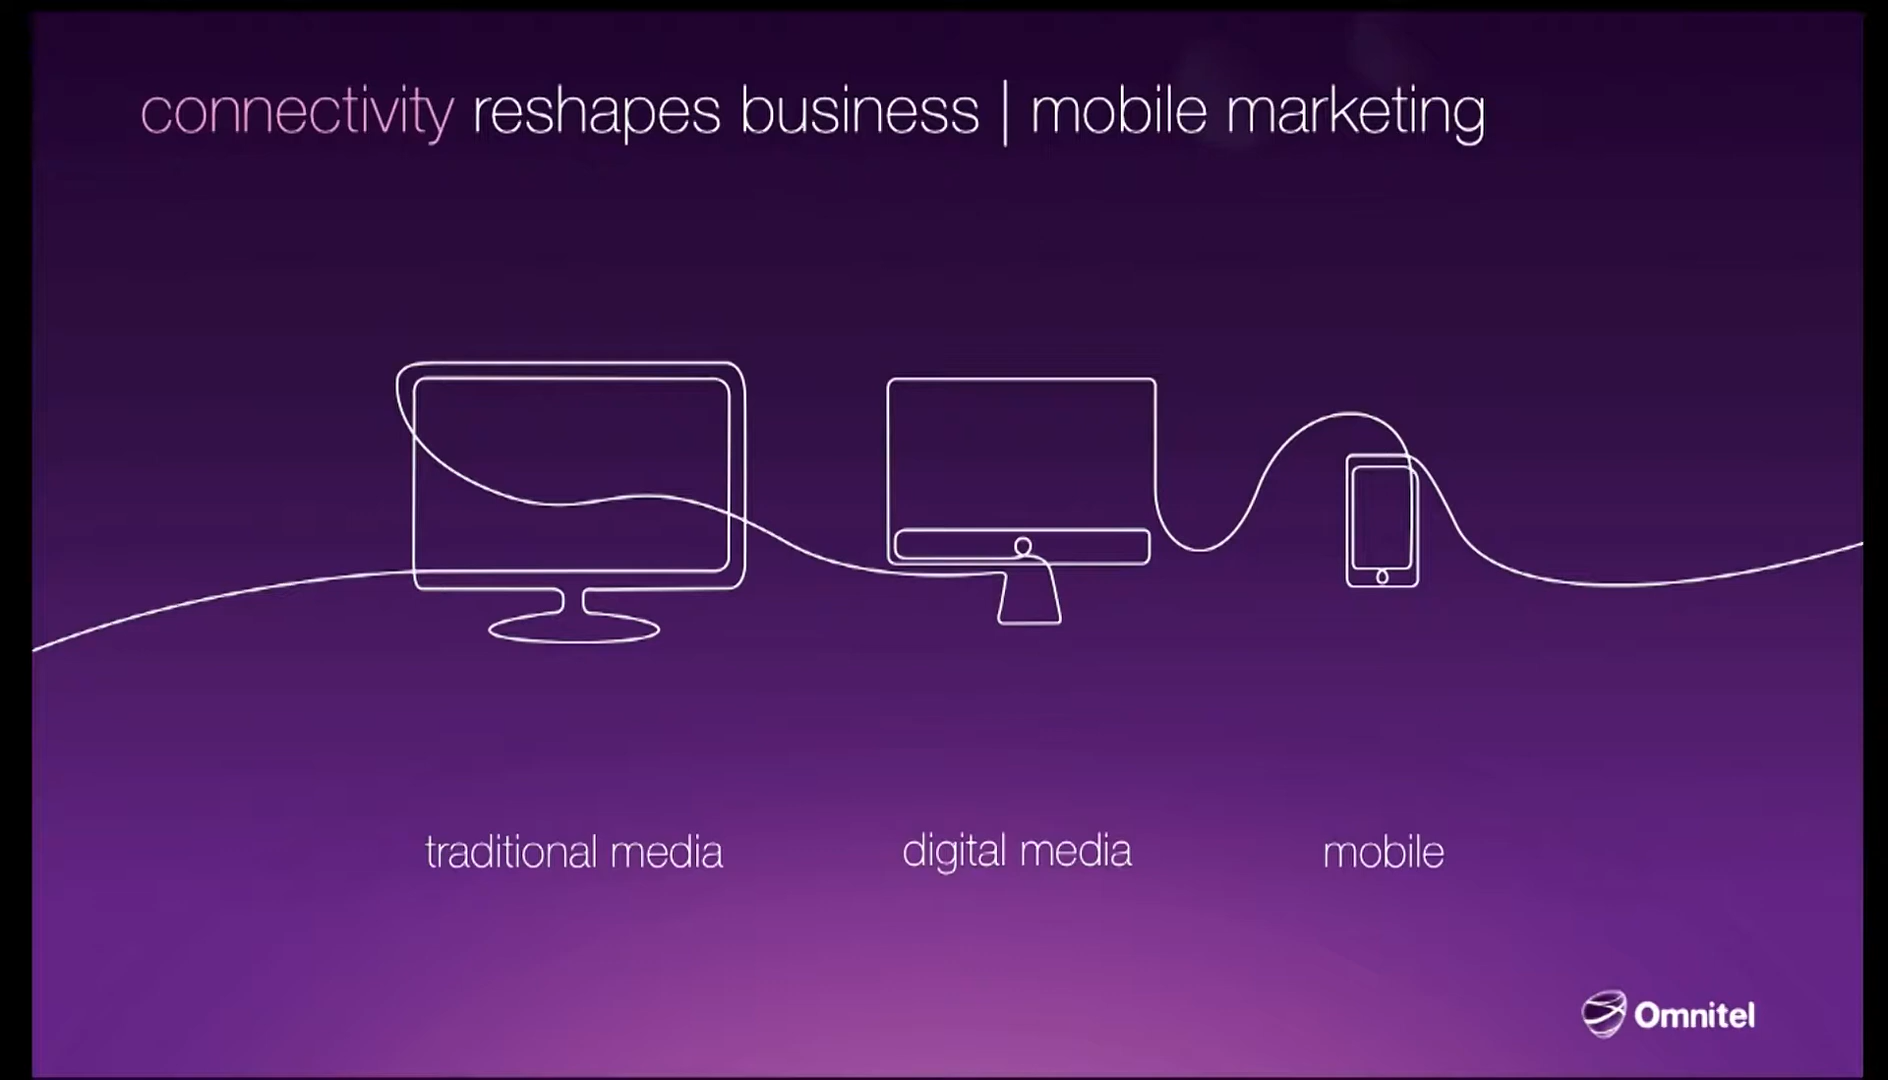 connectivity reshapes business | mobile marketing
traditional media
digital media
mobile
Omnitel